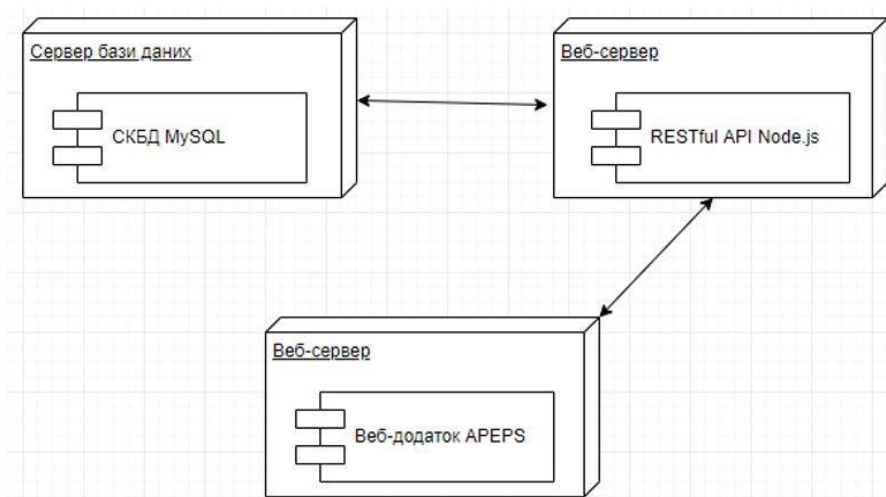 Сервер бази даних
СКБД MySQL
Веб-сервер
RESTful API Node.js
Веб-сервер
Веб-додаток APEPS